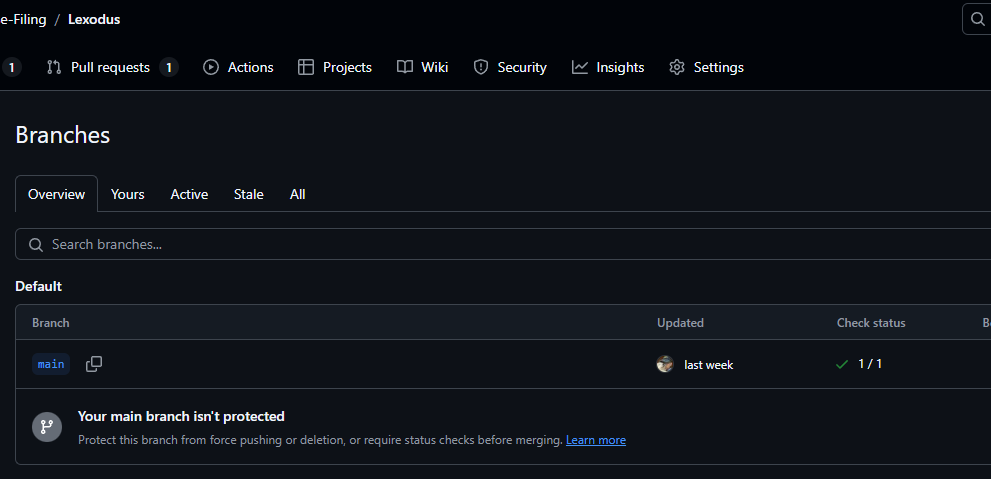 e-Filing / Lexodus
1 Pull requests 1 Actions Projects Wiki Security Insights Settings
Branches
Overview Yours Active Stale All
Search branches...
Default
Branch Updated Check status
main last week 1 / 1
Your main branch isn't protected
Protect this branch from force pushing or deletion, or require status checks before merging. Learn more